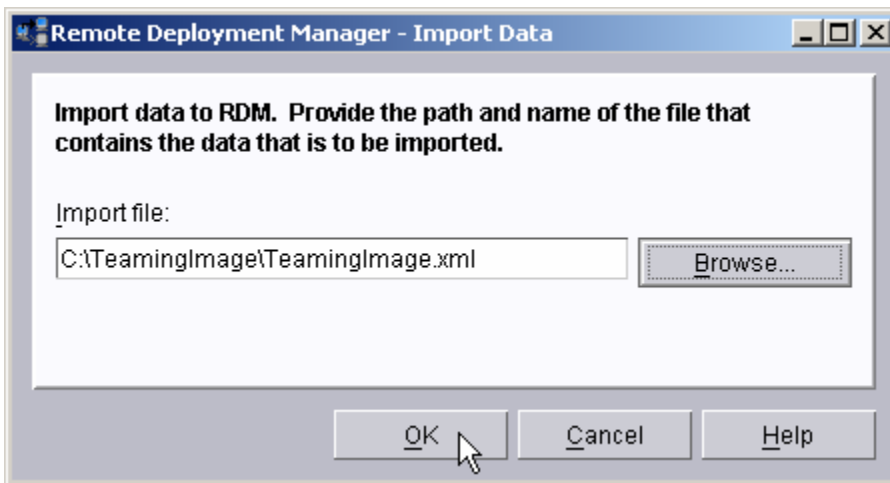 Remote Deployment Manager - Import Data
Import data to RDM. Provide the path and name of the file that
contains the data that is to be imported.
Import file:
C:\TeamingImage\TeamingImage.xml
Browse...
OK
Cancel
Help